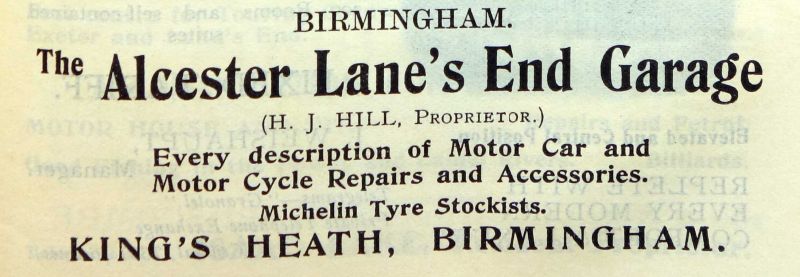 BIRMINGHAM.
The Alcester Lane's End Garage
(H. J. HILL, PROPRIETOR.)
Every description of Motor Car and
Motor Cycle Repairs and Accessories.
Michelin Tyre Stockists.
KING'S HEATH, BIRMINGHAM.